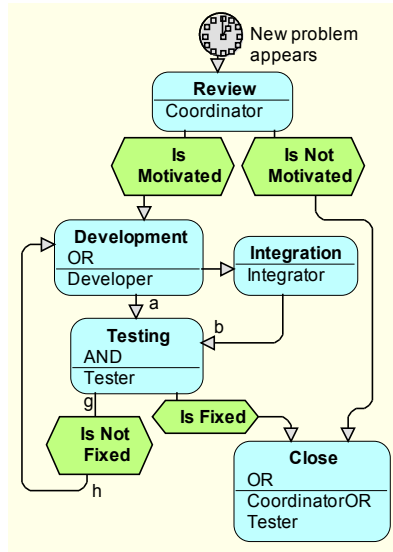 New problem
appears
Review
Coordinator
Is
Motivated
Is Not
Motivated
Development
OR
Developer
Integration
Integrator
a
b
Testing
AND
Tester
g
Is Fixed
Is Not
Fixed
h
Close
OR
CoordinatorOR
Tester